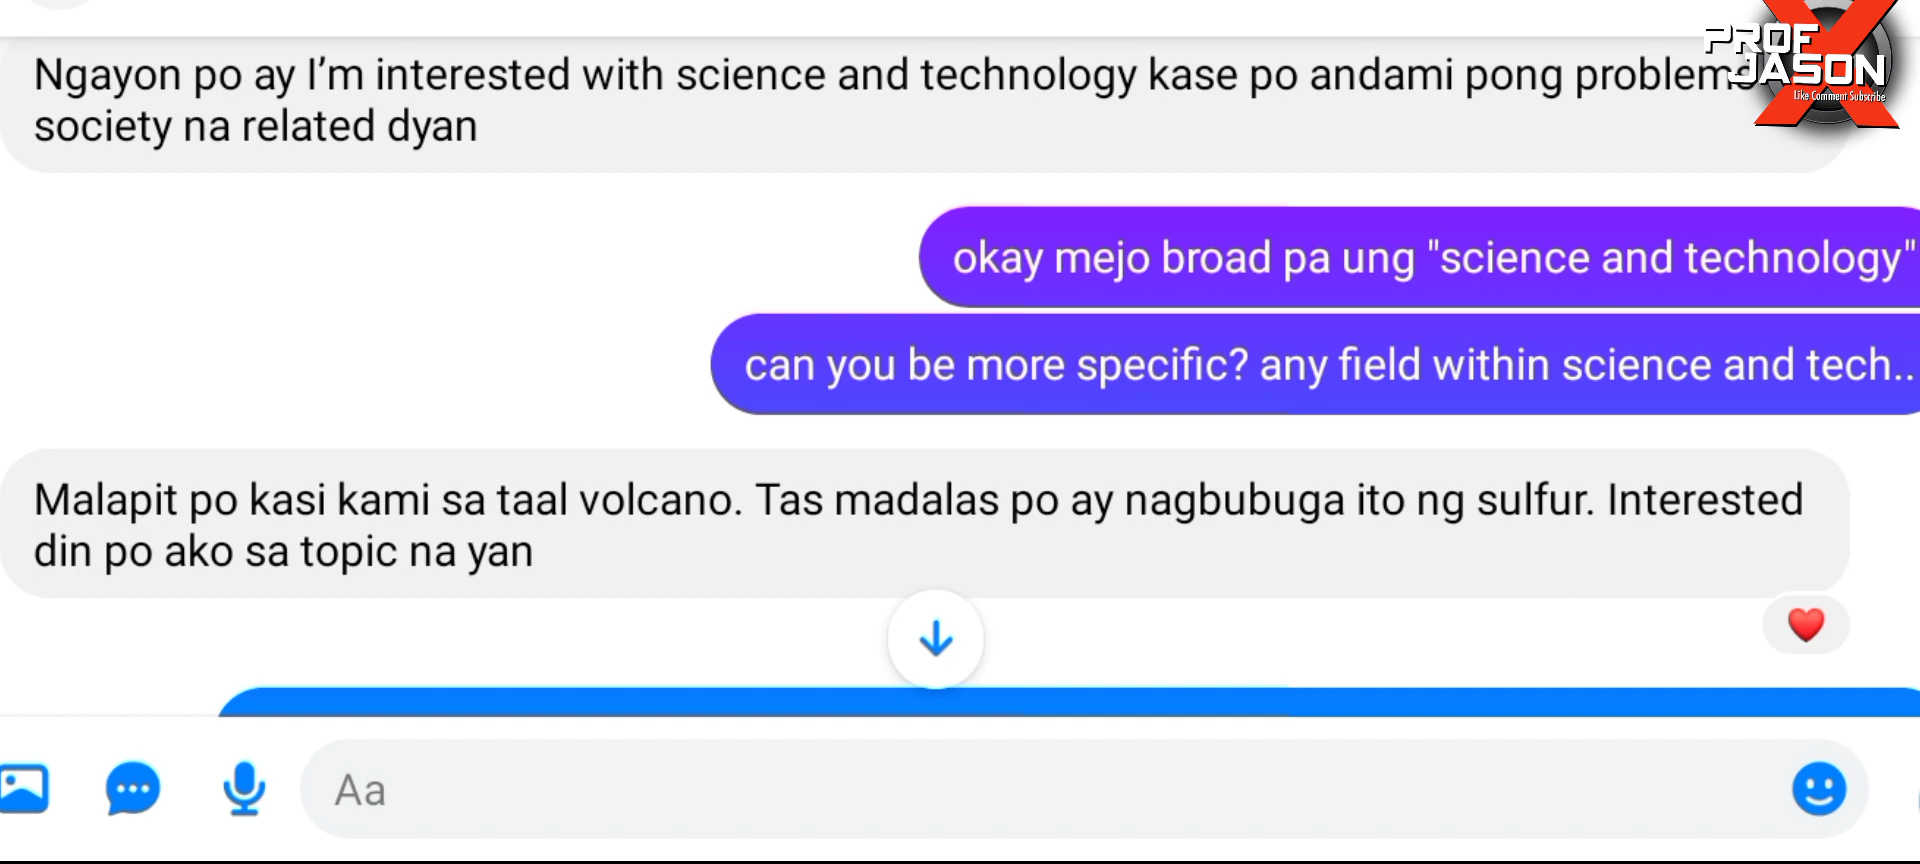 Ngayon po ay I’m interested with science and technology kase po andami pong problems
society na related dyan
okay mejo broad pa ung "science and technology"
can you be more specific? any field within science and tech..
Malapit po kasi kami sa taal volcano. Tas madalas po ay nagbubuga ito ng sulfur. Interested
din po ako sa topic na yan
Aa
PROF
JASON
Like Comment Subscribe